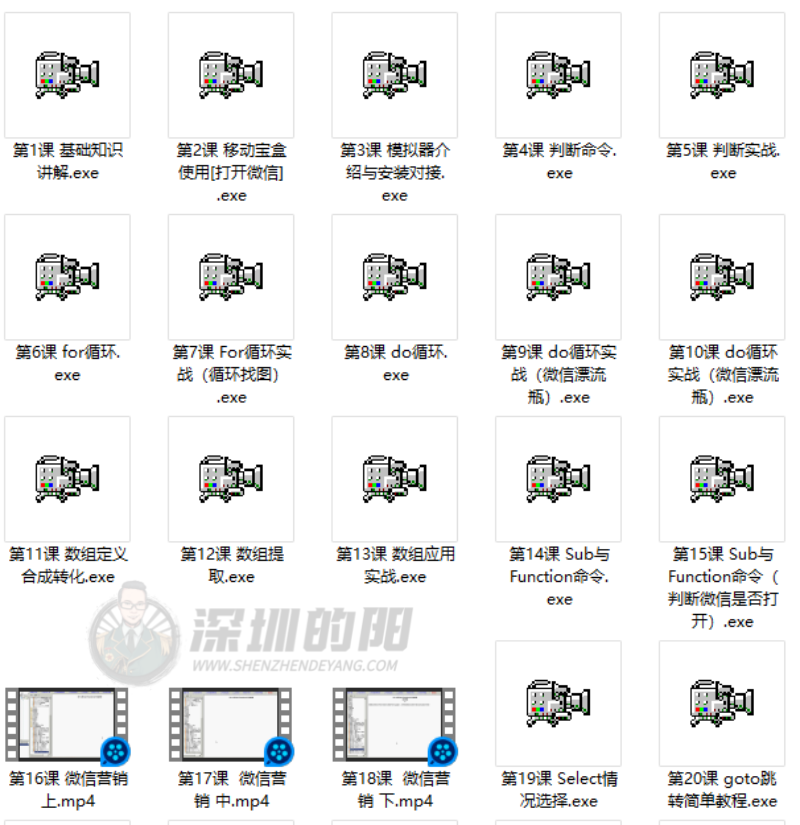 第1课 基础知识
讲解.exe
第2课 移动宝盒
使用[打开微信]
.exe
第3课 模拟器介
绍与安装对接.
exe
第4课 判断命令.
exe
第5课 判断实战.
exe
第6课 for循环.
exe
第7课 For循环实
战（循环找图）
.exe
第8课 do循环.
exe
第9课 do循环实
战（微信漂流
瓶）.exe
第10课 do循环
实战（微信漂流
瓶）.exe
第11课 数组定义
合成转化.exe
第12课 数组提
取.exe
第13课 数组应用
实战.exe
第14课 Sub与
Function命令.
exe
第15课 Sub与
Function命令（
判断微信是否打
开）.exe
深圳的阳
WWW.SHENZHENDEYANG.COM
第16课 微信营销
上.mp4
第17课 微信营
销 中.mp4
第18课 微信营
销 下.mp4
第19课 Select情
况选择.exe
第20课 goto跳
转简单教程.exe